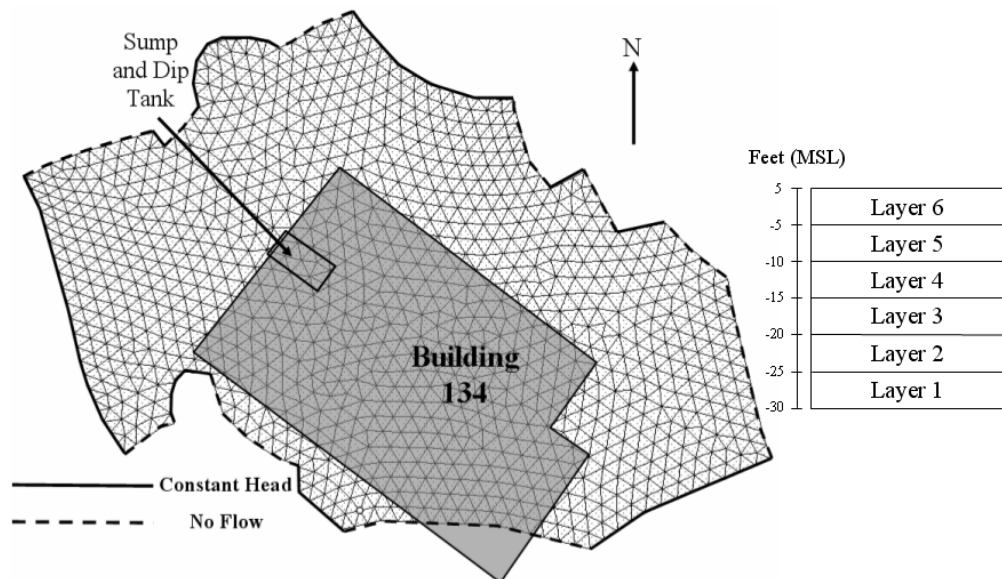 Sump
and Dip
Tank
N
Feet (MSL)
5
Layer 6
-5
Layer 5
-10
Layer 4
-15
Layer 3
-20
Layer 2
-25
Layer 1
-30
Building
134
Constant Head
No Flow